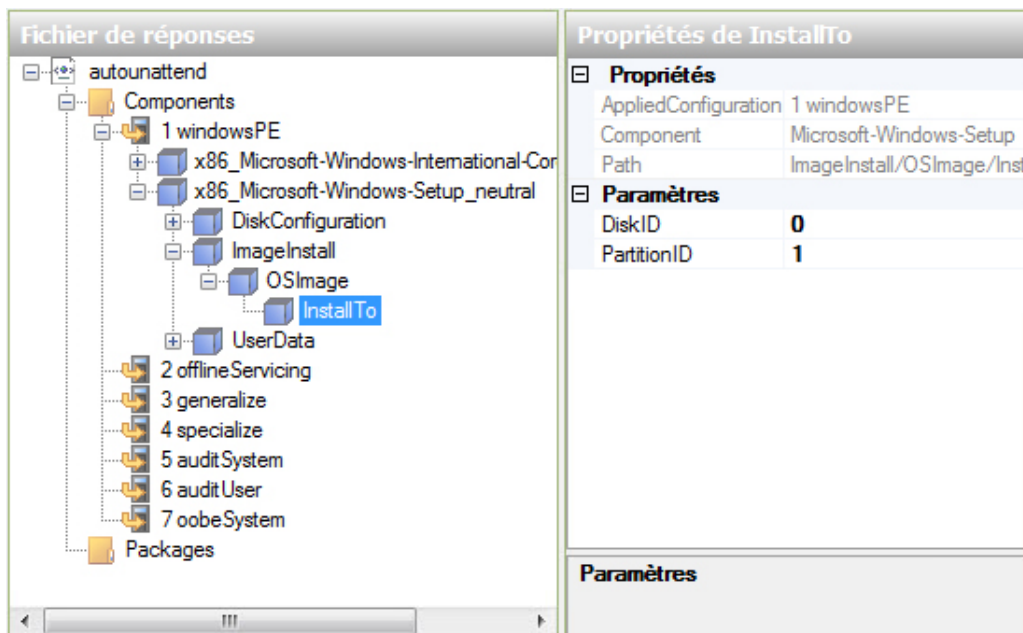 Fichier de réponses
autounattend
Components
1 windowsPE
x86_Microsoft-Windows-International-Cor
x86_Microsoft-Windows-Setup_neutral
DiskConfiguration
ImageInstall
OSImage
InstallTo
UserData
2 offlineServicing
3 generalize
4 specialize
5 auditSystem
6 auditUser
7 oobeSystem
Packages
Propriétés de InstallTo
Propriétés
AppliedConfiguration 1 windowsPE
Component Microsoft-Windows-Setup
Path ImageInstall/OSImage/Inst
Paramètres
DiskID 0
PartitionID 1
Paramètres